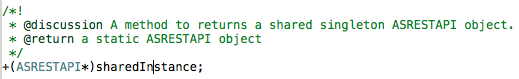 /*!
 * @discussion A method to returns a shared singleton ASRESTAPI object.
 * @return a static ASRESTAPI object
 */
+(ASRESTAPI*)sharedInstance;